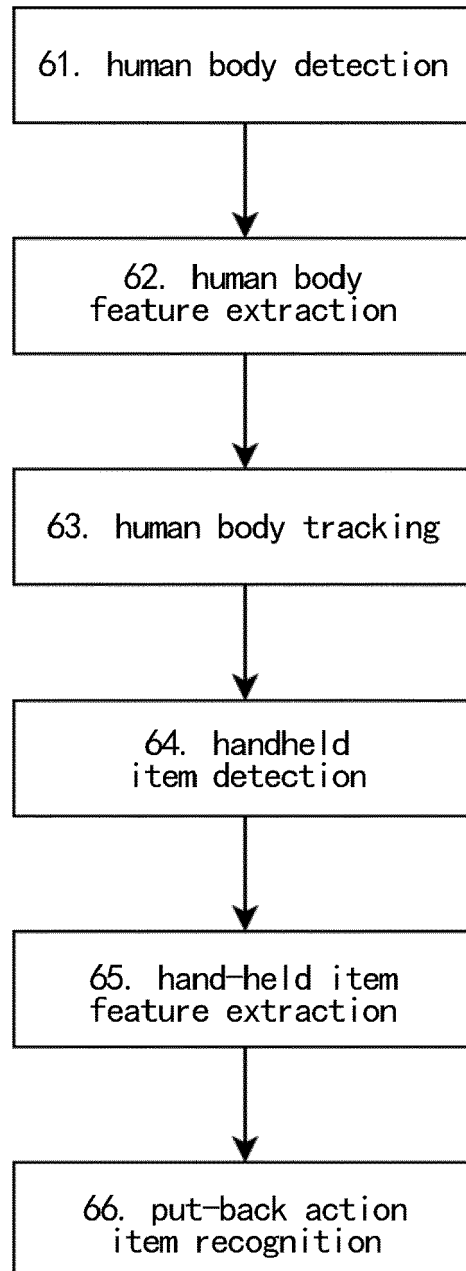 61. human body detection
62. human body
feature extraction
63. human body tracking
64. handheld
item detection
65. hand-held item
feature extraction
66. put-back action
item recognition